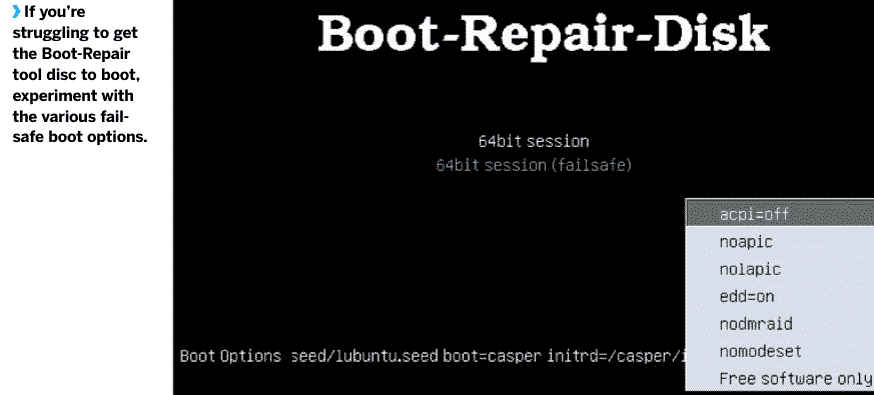 ❯ If you're
struggling to get
the Boot-Repair
tool disc to boot,
experiment with
the various fail-
safe boot options.
Boot-Repair-Disk
64bit session
64bit session (failsafe)
acpi=off
noapic
nolapic
edd=on
nodmraid
nomodeset
Free software only
Boot Options seed/lubuntu.seed boot=casper initrd=/casper/i